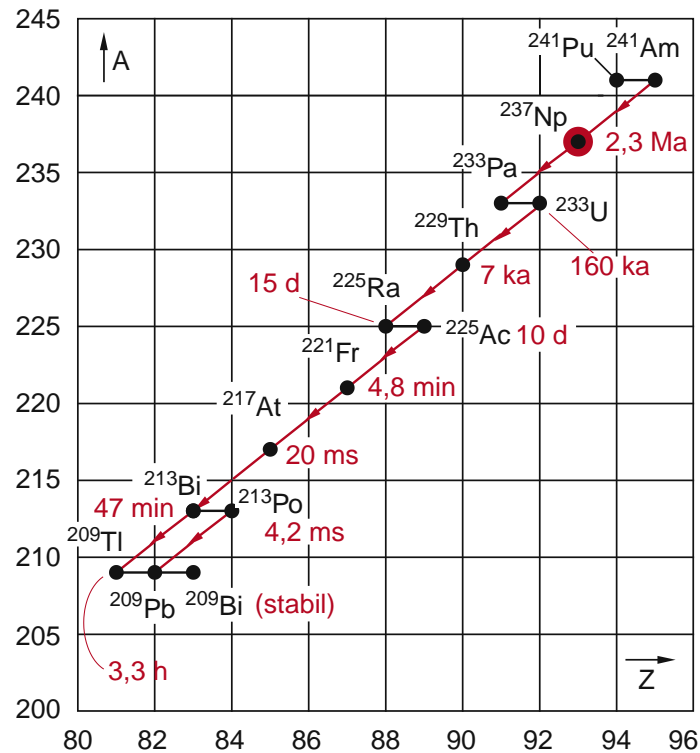 245
A
²⁴¹Pu
²⁴¹Am
240
²³⁷Np
2,3 Ma
²³³Pa
235
²³³U
²²⁹Th
230
160 ka
7 ka
15 d
²²⁵Ra
225
²²⁵Ac 10 d
²²¹Fr
4,8 min
220
²¹⁷At
20 ms
215
²¹³Bi
47 min
²¹³Po
4,2 ms
²⁰⁹Tl
210
²⁰⁹Pb
²⁰⁹Bi (stabil)
205
3,3 h
Z
200
80 82 84 86 88 90 92 94 96